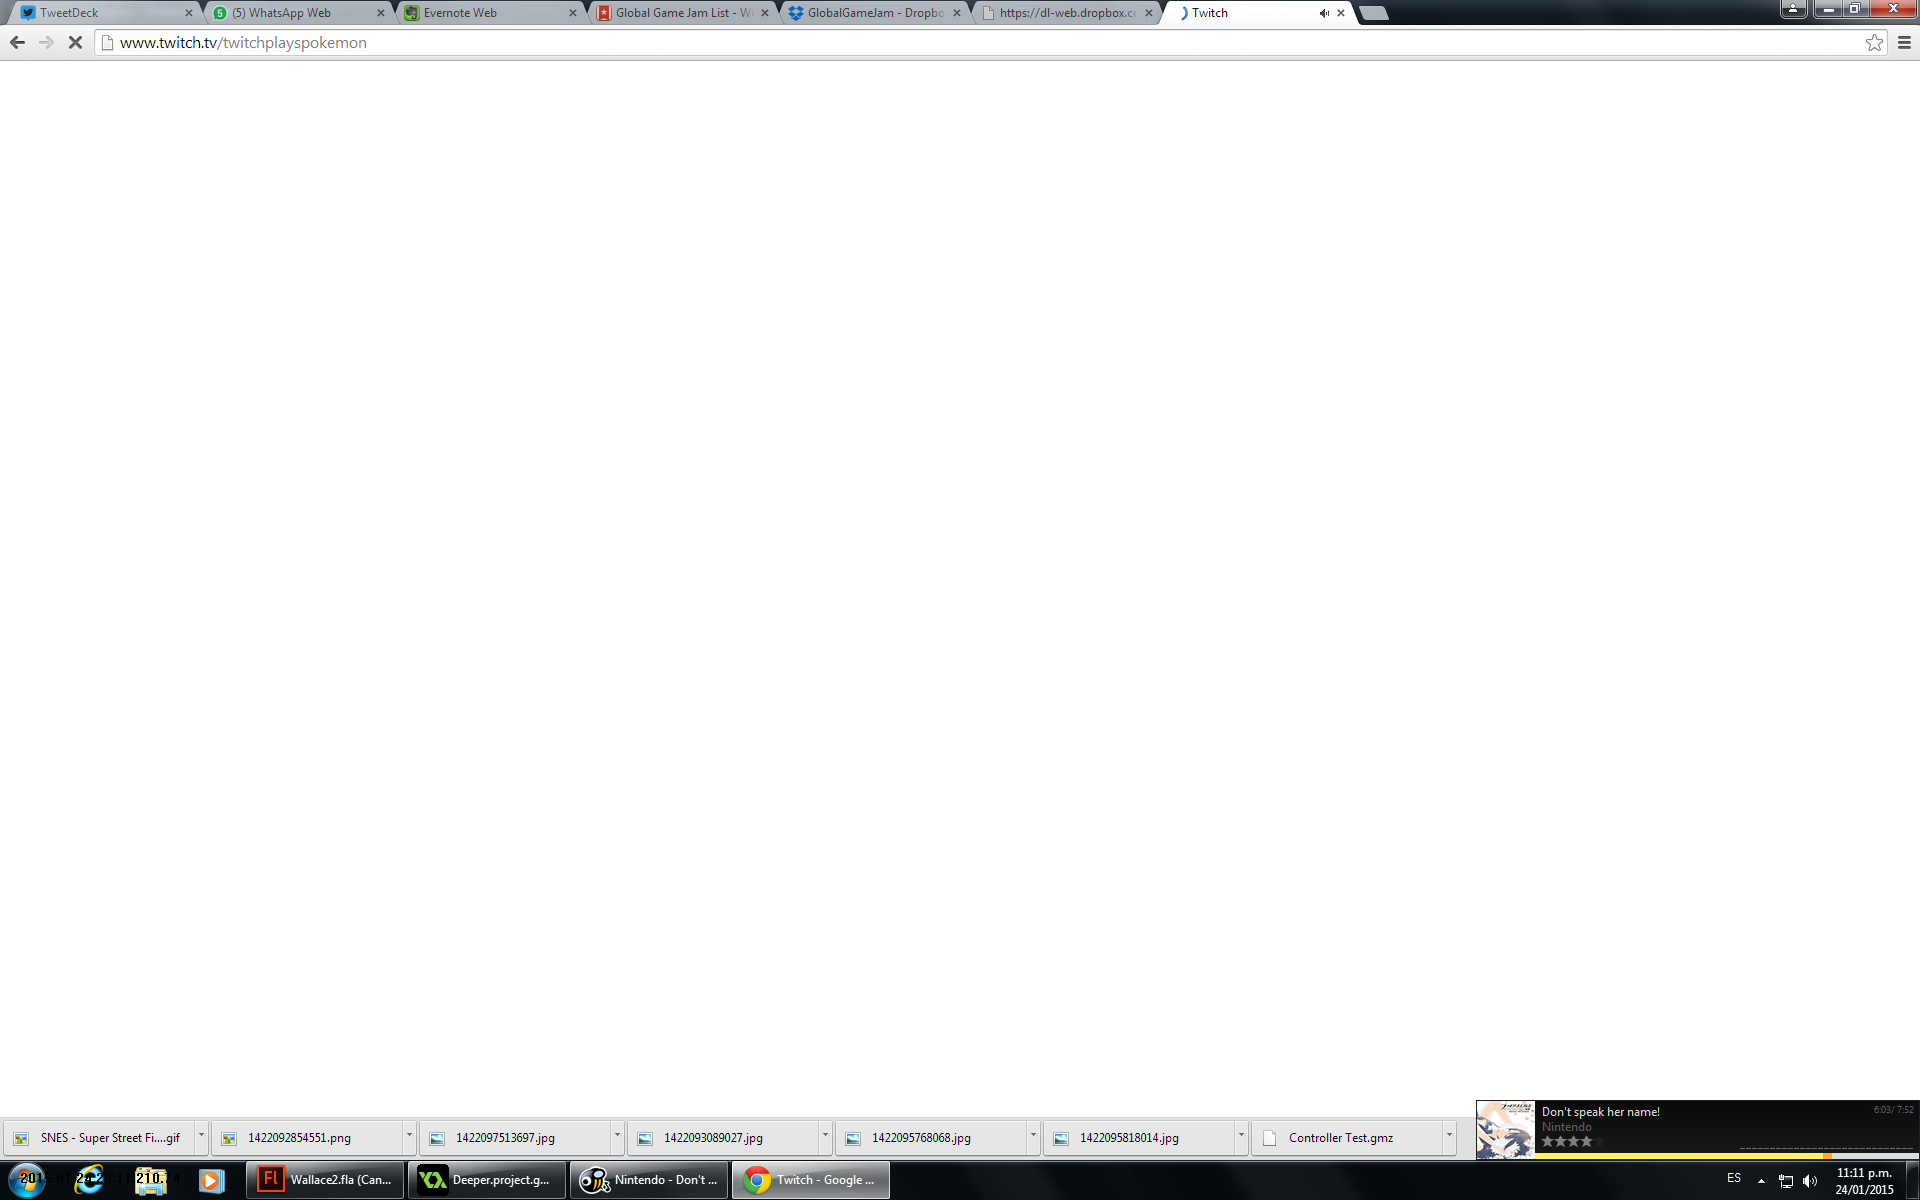 TweetDeck
(5) WhatsApp Web
Evernote Web
Global Game Jam List - W
GlobalGameJam - Dropbo
https://dl-web.dropbox.c
Twitch
www.twitch.tv/twitchplayspokemon
Don't speak her name!
6:03/ 7:52
Nintendo
SNES - Super Street Fi....gif
1422092854551.png
1422097513697.jpg
1422093089027.jpg
1422095768068.jpg
1422095818014.jpg
Controller Test.gmz
Fl
Wallace2.fla (Can...
Deeper.project.g...
Nintendo - Don't ...
Twitch - Google ...
ES
11:11 p.m.
24/01/2015